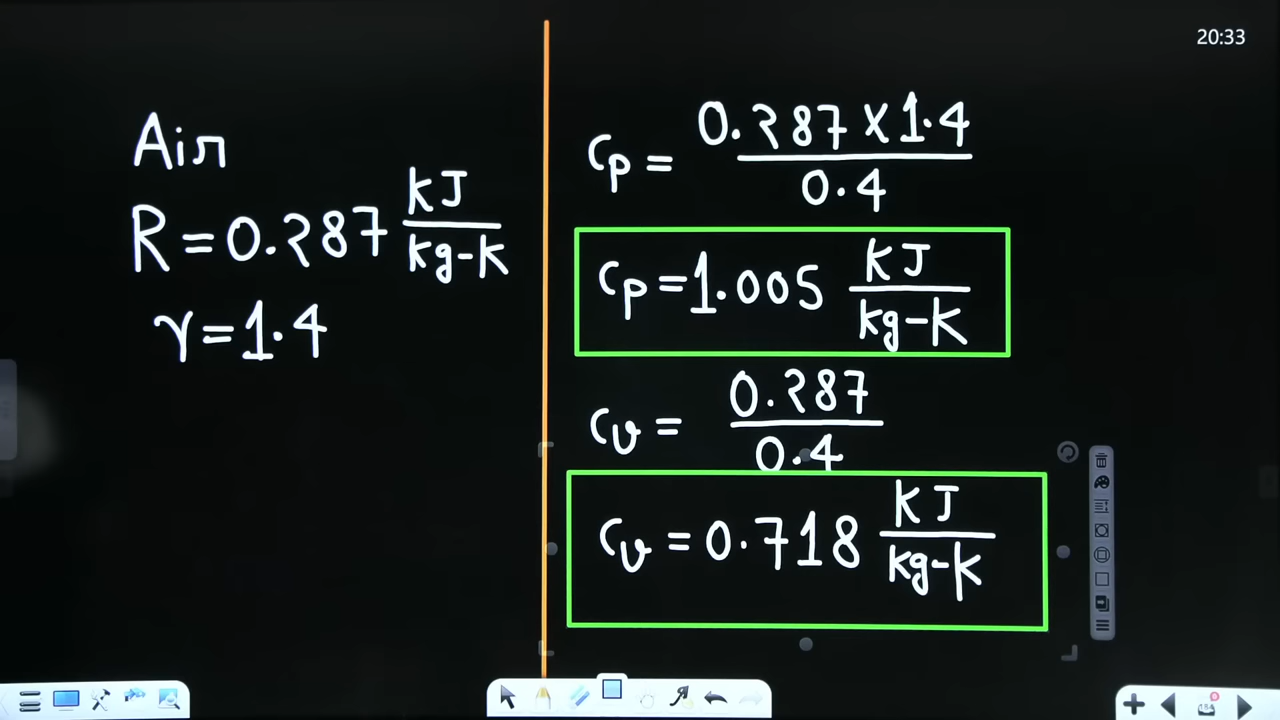 20:33
Air
R = 0.287 kJ/kg-K
γ = 1.4
Cp = 0.287 × 1.4 / 0.4
Cp = 1.005 kJ/kg-K
Cv = 0.287 / 0.4
Cv = 0.718 kJ/kg-K
184